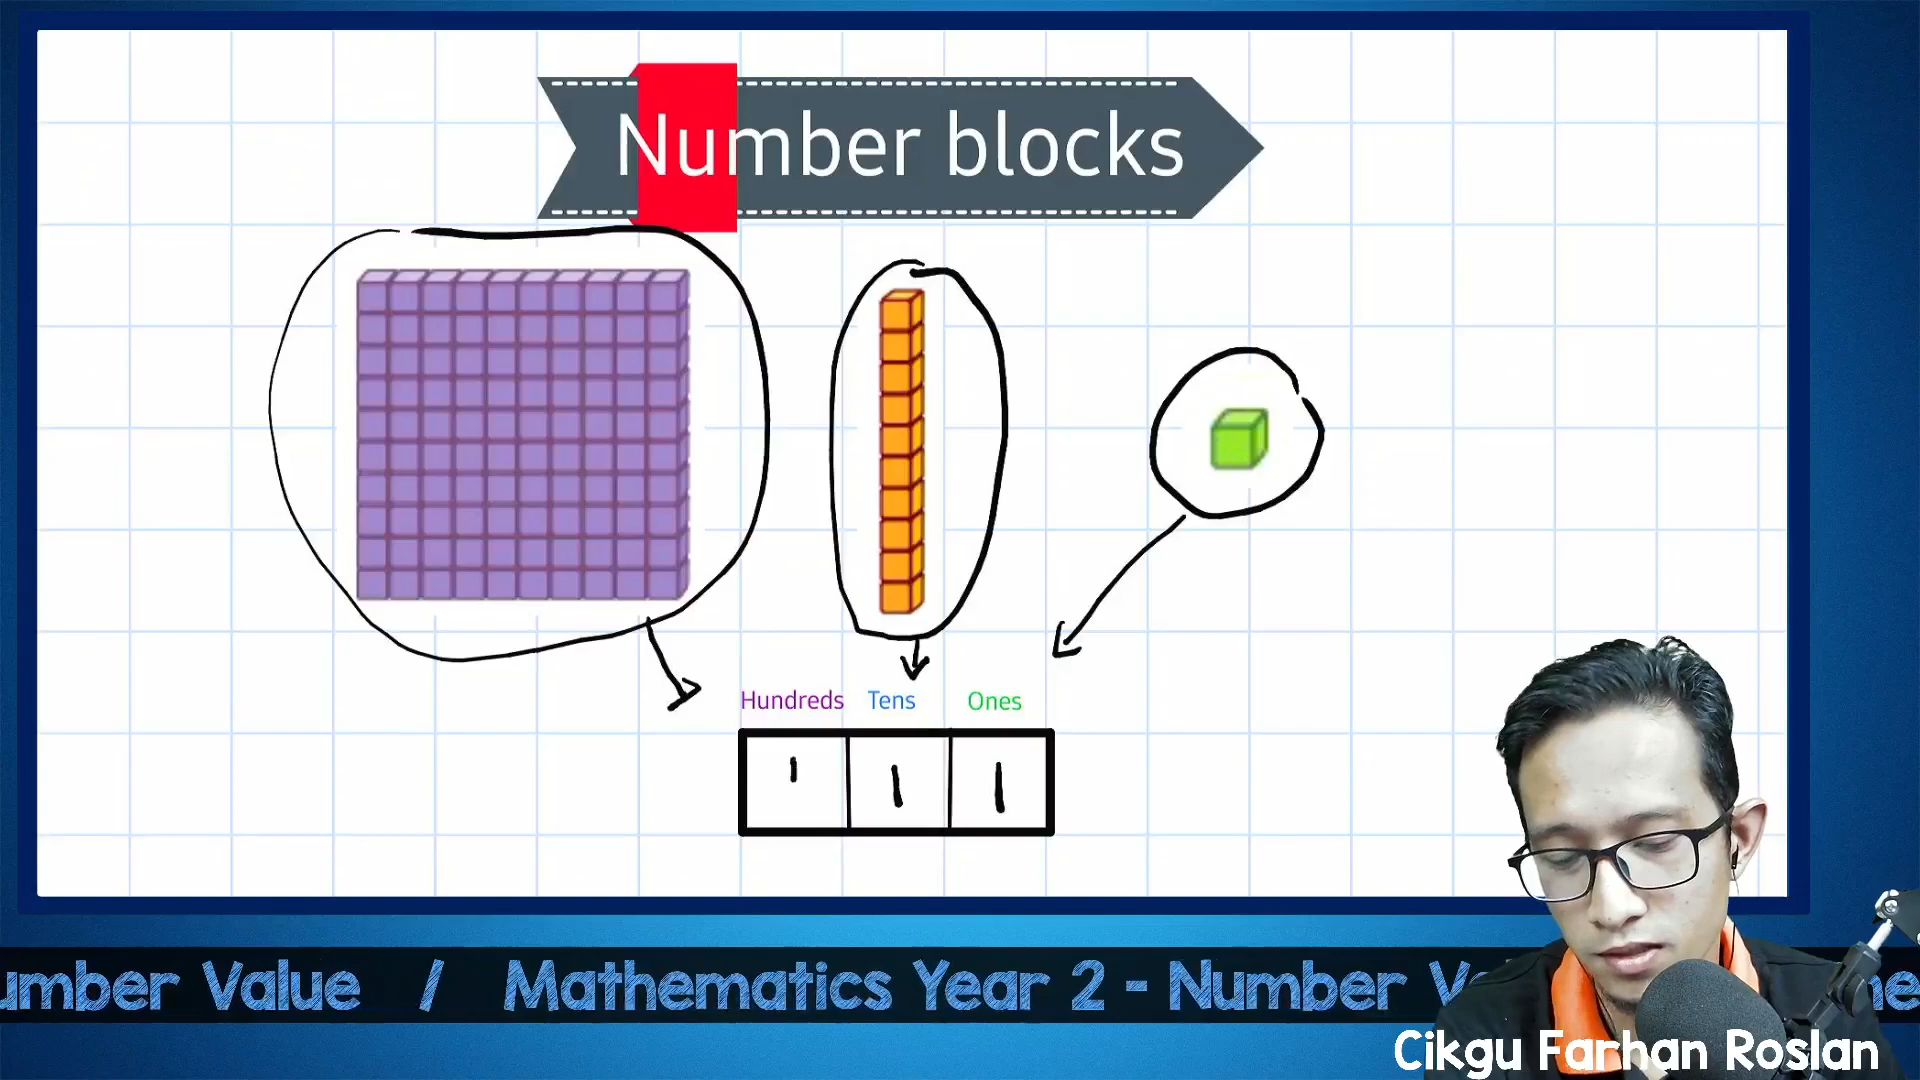 Number blocks
Hundreds Tens Ones
1 1 1
umber Value / Mathematics Year 2 - Number V
Cikgu Farhan Roslan